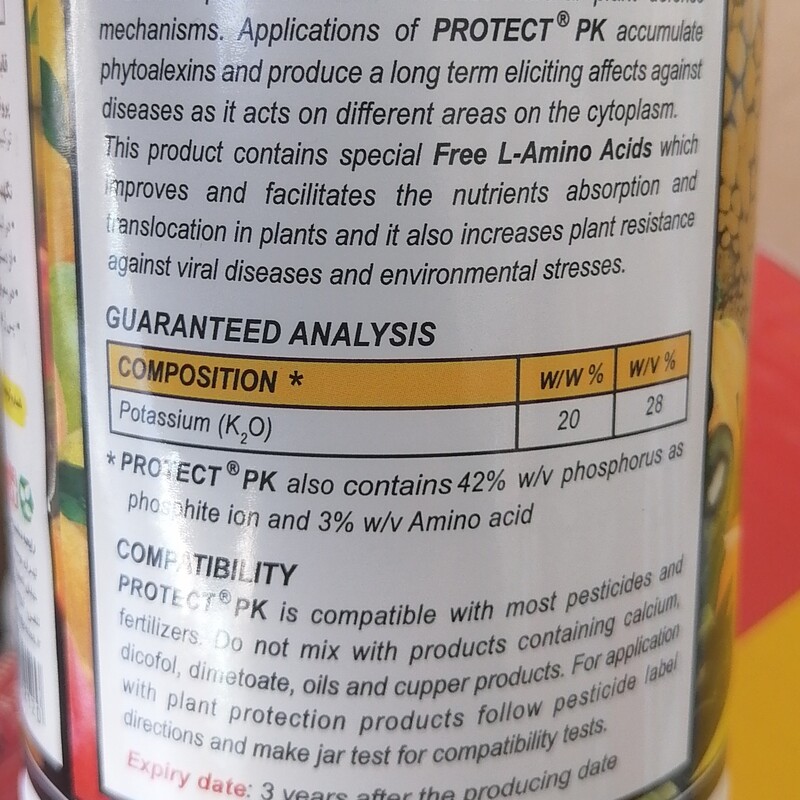 mechanisms. Applications of PROTECT® PK accumulate
phytoalexins and produce a long term eliciting affects against
diseases as it acts on different areas on the cytoplasm.
This product contains special Free L-Amino Acids which
improves and facilitates the nutrients absorption and
translocation in plants and it also increases plant resistance
against viral diseases and environmental stresses.
GUARANTEED ANALYSIS
COMPOSITION * W/W % W/V %
Potassium (K₂O) 20 28
* PROTECT® PK also contains 42% w/v phosphorus as
phosphite ion and 3% w/v Amino acid
COMPATIBILITY
PROTECT® PK is compatible with most pesticides and
fertilizers. Do not mix with products containing calcium,
dicofol, dimetoate, oils and cupper products. For application
with plant protection products follow pesticide label
directions and make jar test for compatibility tests.
Expiry date: 3 years after the producing date